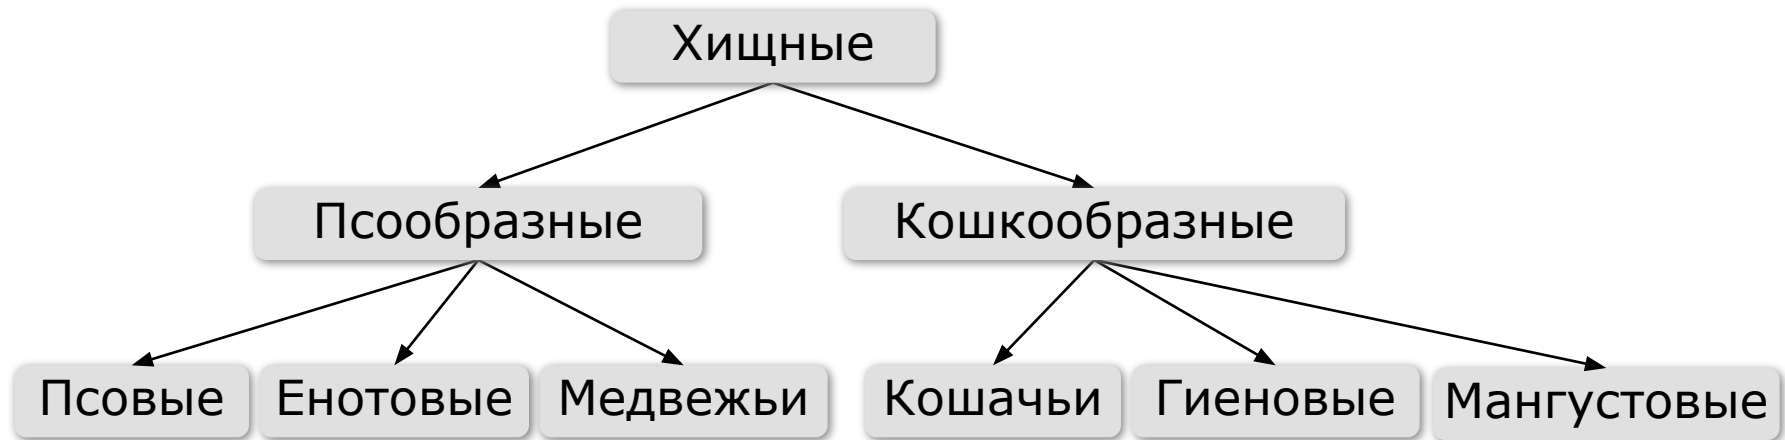 Хищные
Псообразные
Кошкообразные
Псовые
Енотовые
Медвежьи
Кошачьи
Гиеновые
Мангустовые